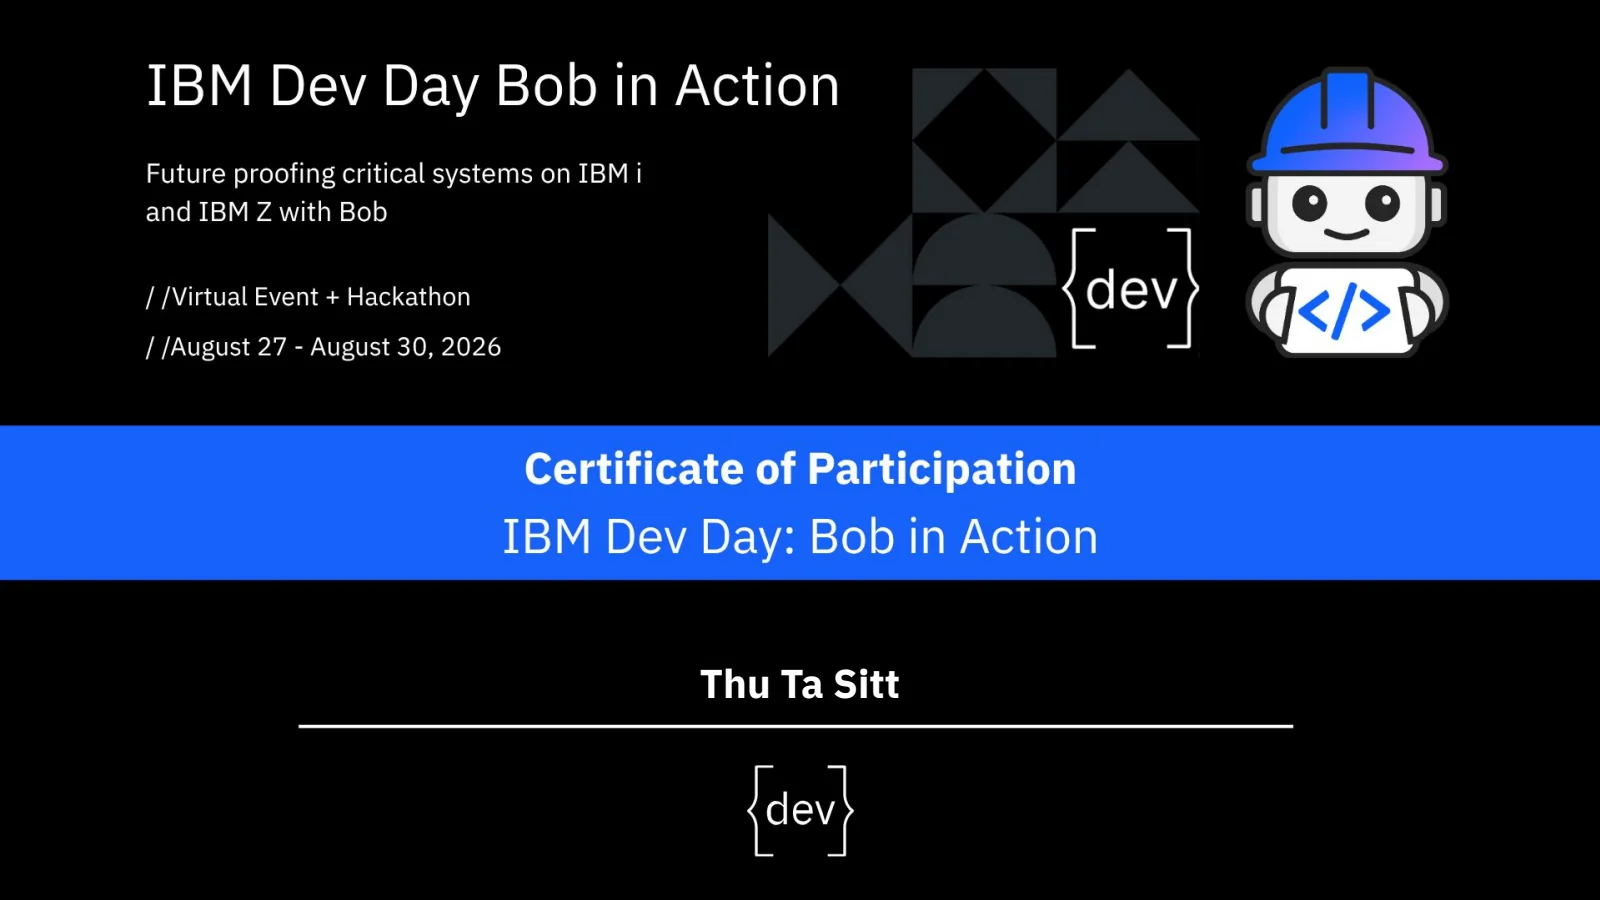 IBM Dev Day Bob in Action
Future proofing critical systems on IBM i
and IBM Z with Bob
/ /Virtual Event + Hackathon
/ /August 27 - August 30, 2026
{[dev]}
</>
Certificate of Participation
IBM Dev Day: Bob in Action
Thu Ta Sitt
{[dev]}